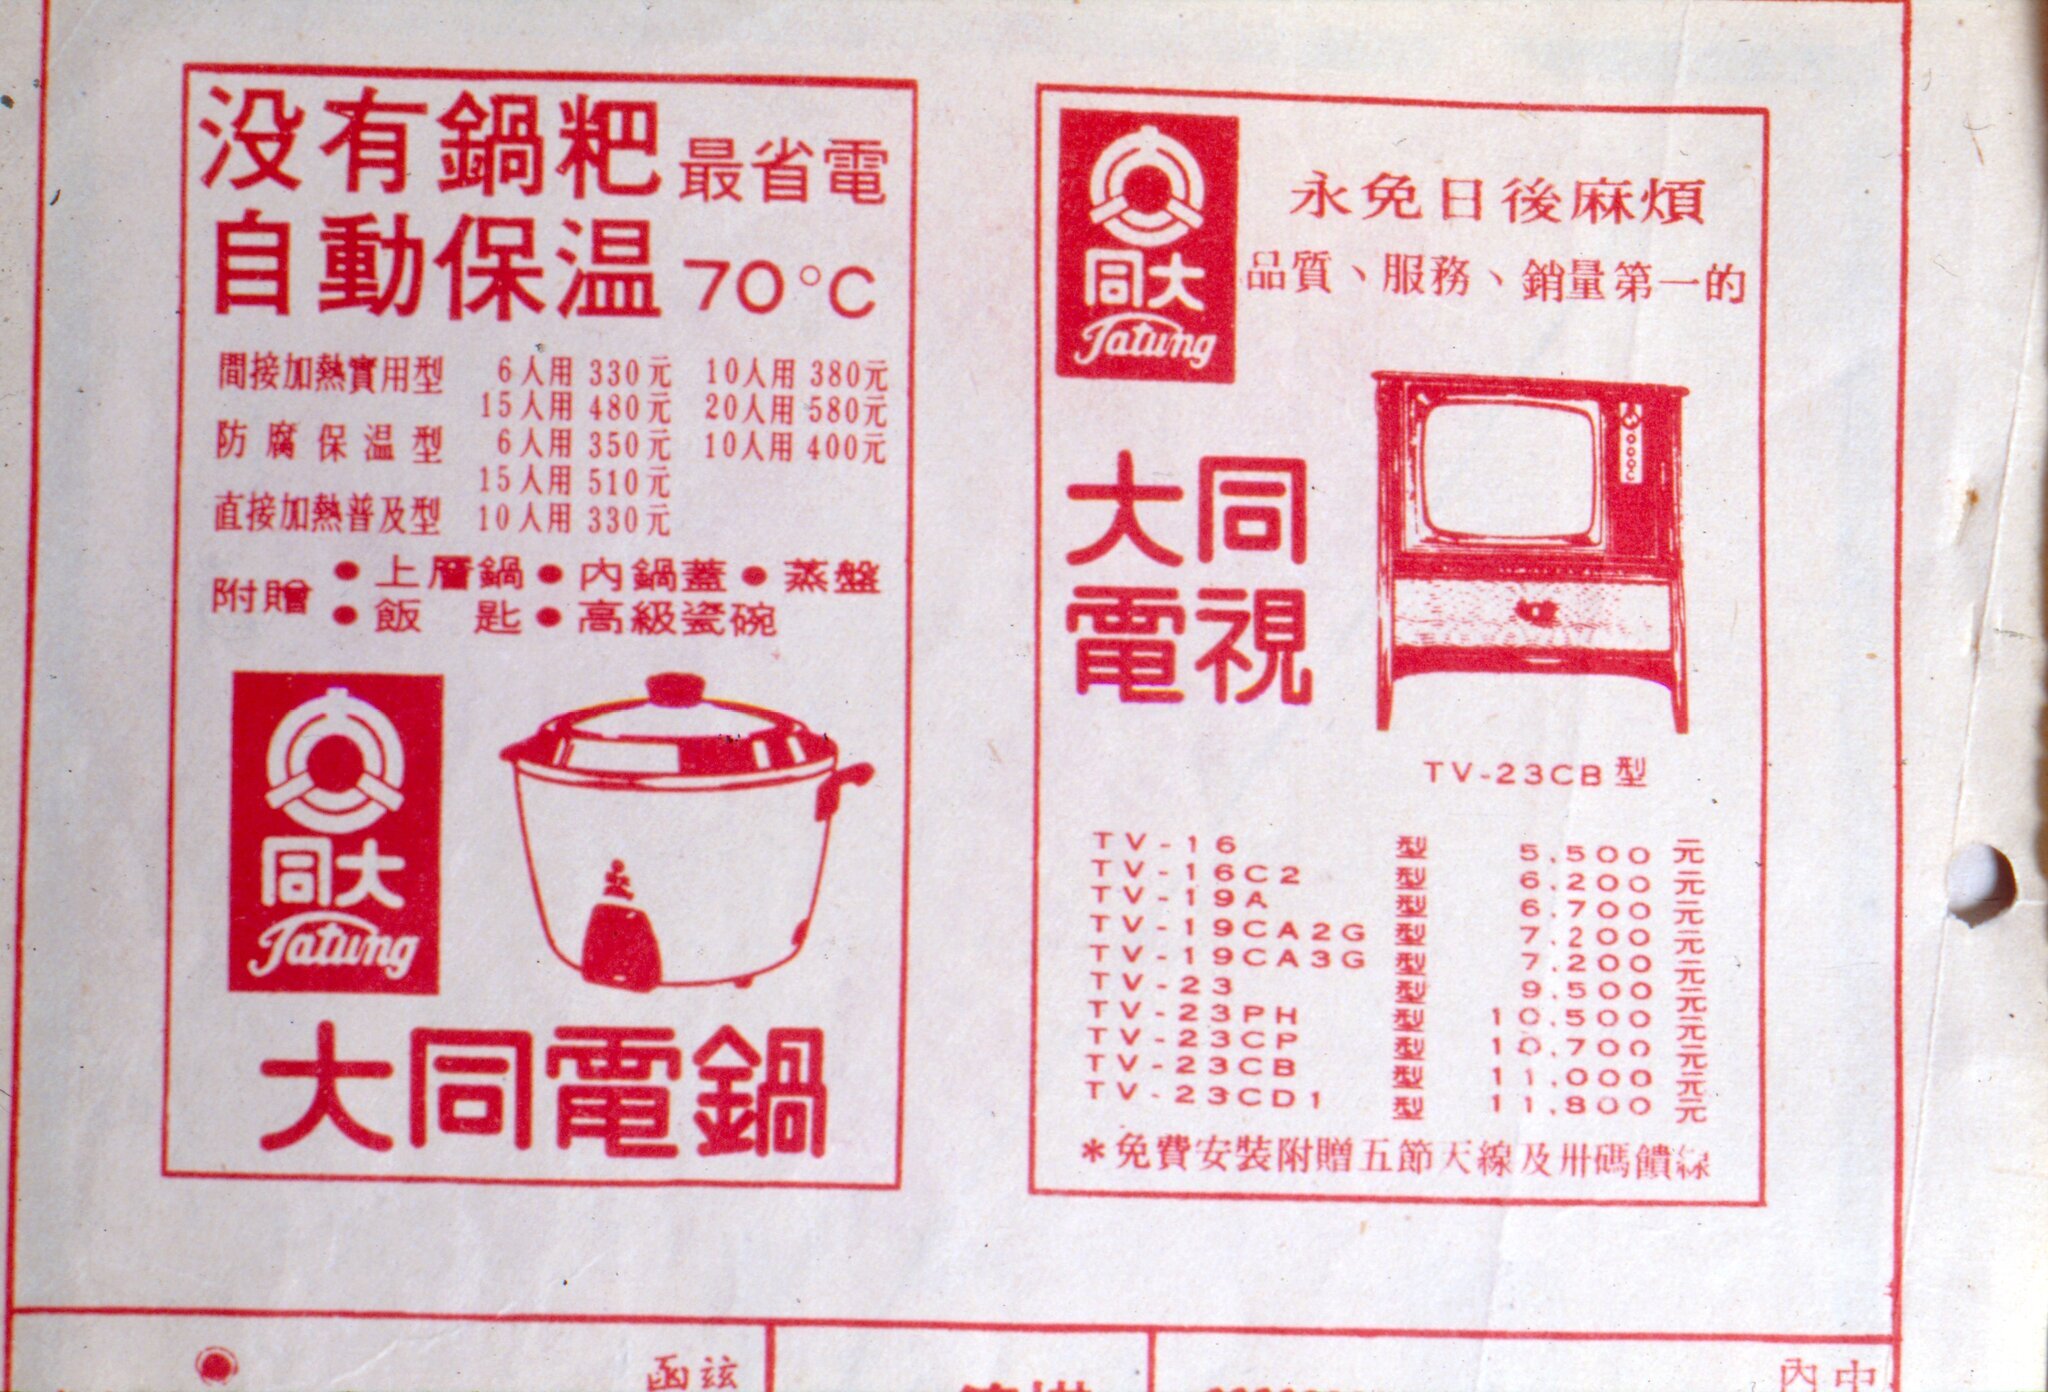 没有鍋粑 最省電
自動保温 70°C
間接加熱實用型 6人用 330元 10人用 380元
15人用 480元 20人用 580元
防腐保温型 6人用 350元 10人用 400元
15人用 510元
直接加熱普及型 10人用 330元
附贈 ●上層鍋 ●內鍋蓋 ●蒸盤
●飯 匙 ●高級瓷碗
同大
Tatung
大同電鍋
同大
Tatung
永免日後麻煩
品質、服務、銷量第一的
大同
電視
TV-23CB型
TV-16 型 5,500元
TV-16C2 型 6,200元
TV-19A 型 6,700元
TV-19CA2G 型 7,200元
TV-19CA3G 型 7,200元
TV-23 型 9,500元
TV-23PH 型 10,500元
TV-23CP 型 10,700元
TV-23CB 型 11,000元
TV-23CD1 型 11,800元
*免費安裝附贈五節天線及卅碼饋線
函該
內中